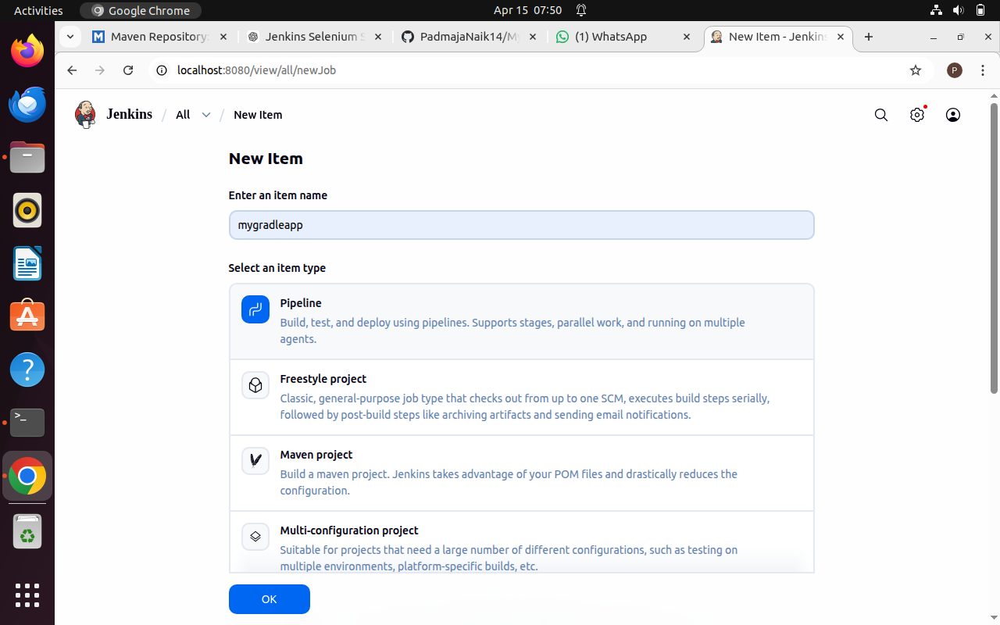 Activities
Google Chrome
Apr 15 07:50
Maven Repository:
Jenkins Selenium S
PadmajaNaik14/My
(1) WhatsApp
New Item - Jenkins
localhost:8080/view/all/newJob
P
Jenkins / All / New Item
New Item
Enter an item name
mygradleapp
Select an item type
Pipeline
Build, test, and deploy using pipelines. Supports stages, parallel work, and running on multiple
agents.
Freestyle project
Classic, general-purpose job type that checks out from up to one SCM, executes build steps serially,
followed by post-build steps like archiving artifacts and sending email notifications.
Maven project
Build a maven project. Jenkins takes advantage of your POM files and drastically reduces the
configuration.
Multi-configuration project
Suitable for projects that need a large number of different configurations, such as testing on
multiple environments, platform-specific builds, etc.
OK